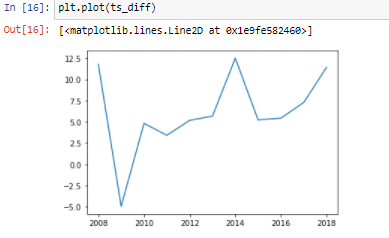 In [16]: plt.plot(ts_diff)
Out[16]: [<matplotlib.lines.Line2D at 0x1e9fe582460>]
12.5
10.0
7.5
5.0
2.5
0.0
−2.5
−5.0
2008 2010 2012 2014 2016 2018